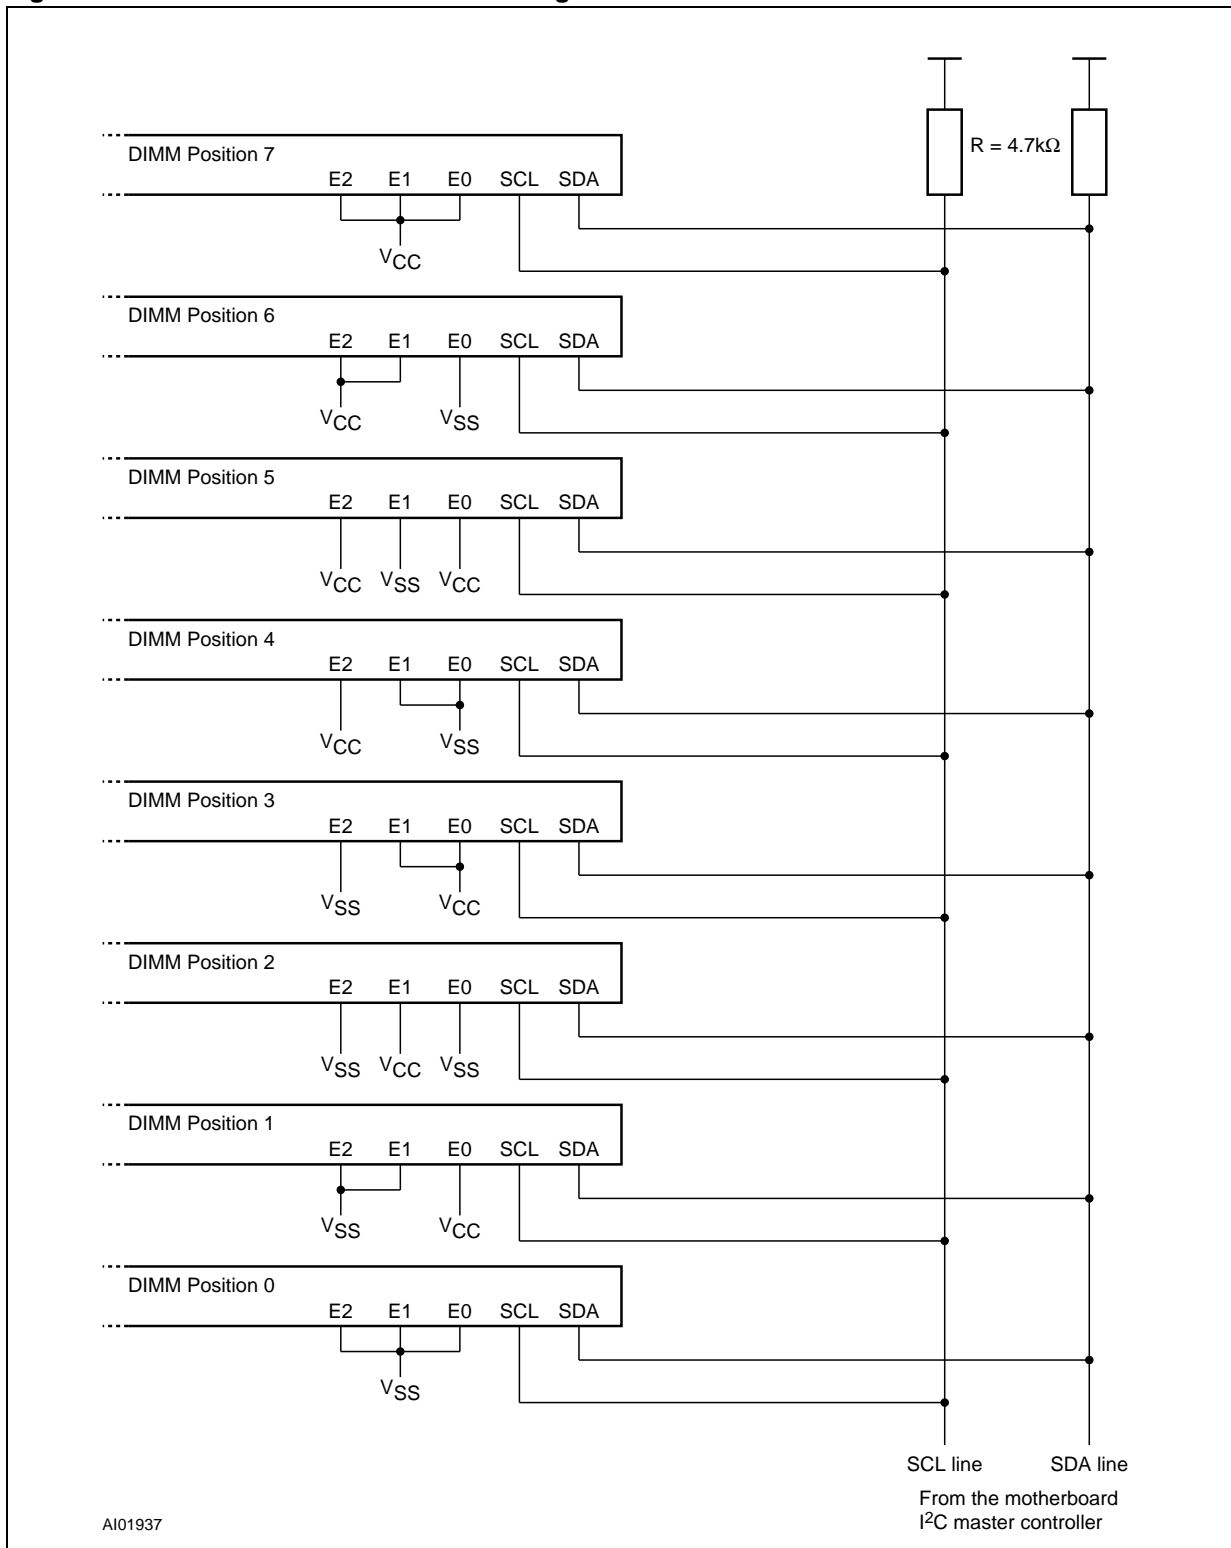 R = 4.7kΩ
DIMM Position 7
E2 E1 E0 SCL SDA
VCC
DIMM Position 6
E2 E1 E0 SCL SDA
VCC VSS
DIMM Position 5
E2 E1 E0 SCL SDA
VCC VSS VCC
DIMM Position 4
E2 E1 E0 SCL SDA
VCC VSS
DIMM Position 3
E2 E1 E0 SCL SDA
VSS VCC
DIMM Position 2
E2 E1 E0 SCL SDA
VSS VCC VSS
DIMM Position 1
E2 E1 E0 SCL SDA
VSS VCC
DIMM Position 0
E2 E1 E0 SCL SDA
VSS
SCL line SDA line
From the motherboard
I2C master controller
AI01937